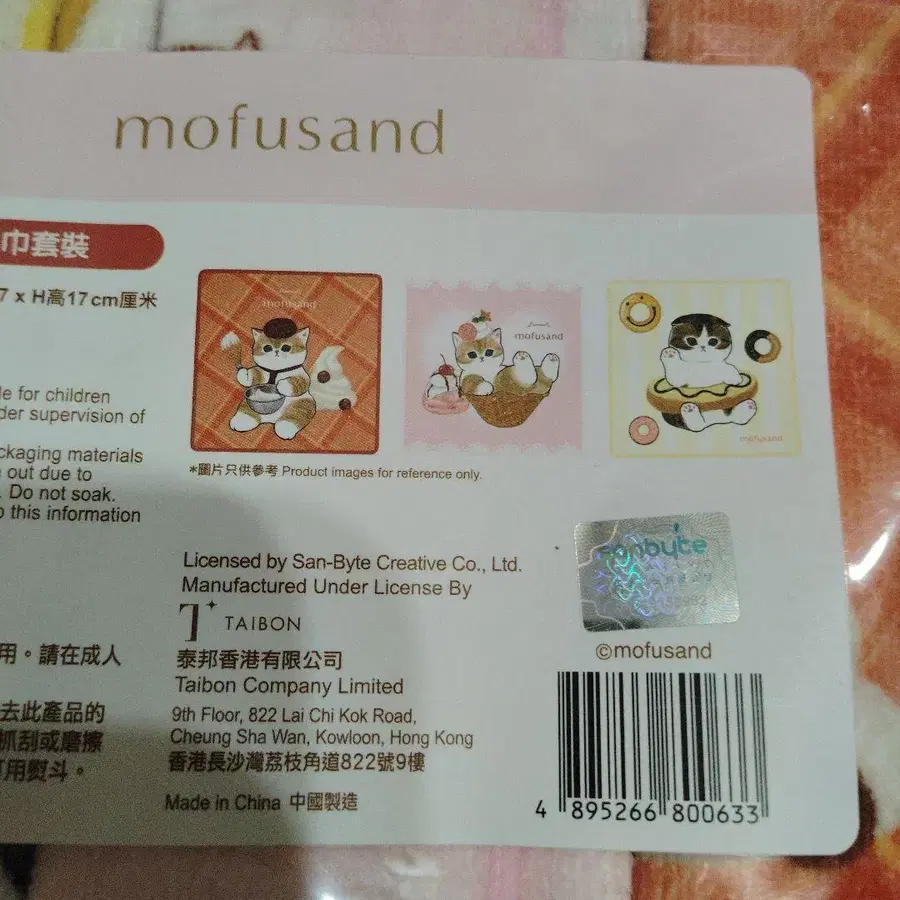 mofusand
巾套裝
7 x H高17cm厘米
mofusand
mofusand
mofusand
le for children
der supervision of
ckaging materials
out due to
. Do not soak.
o this information
*圖片只供參考 Product images for reference only.
Licensed by San-Byte Creative Co., Ltd.
Manufactured Under License By
TAIBON
泰邦香港有限公司
Taibon Company Limited
9th Floor, 822 Lai Chi Kok Road,
Cheung Sha Wan, Kowloon, Hong Kong
香港長沙灣荔枝角道822號9樓
Made in China 中國製造
用。請在成人
去此產品的
抓刮或磨擦
可用熨斗。
sanbyte
©mofusand
4 895266 800633